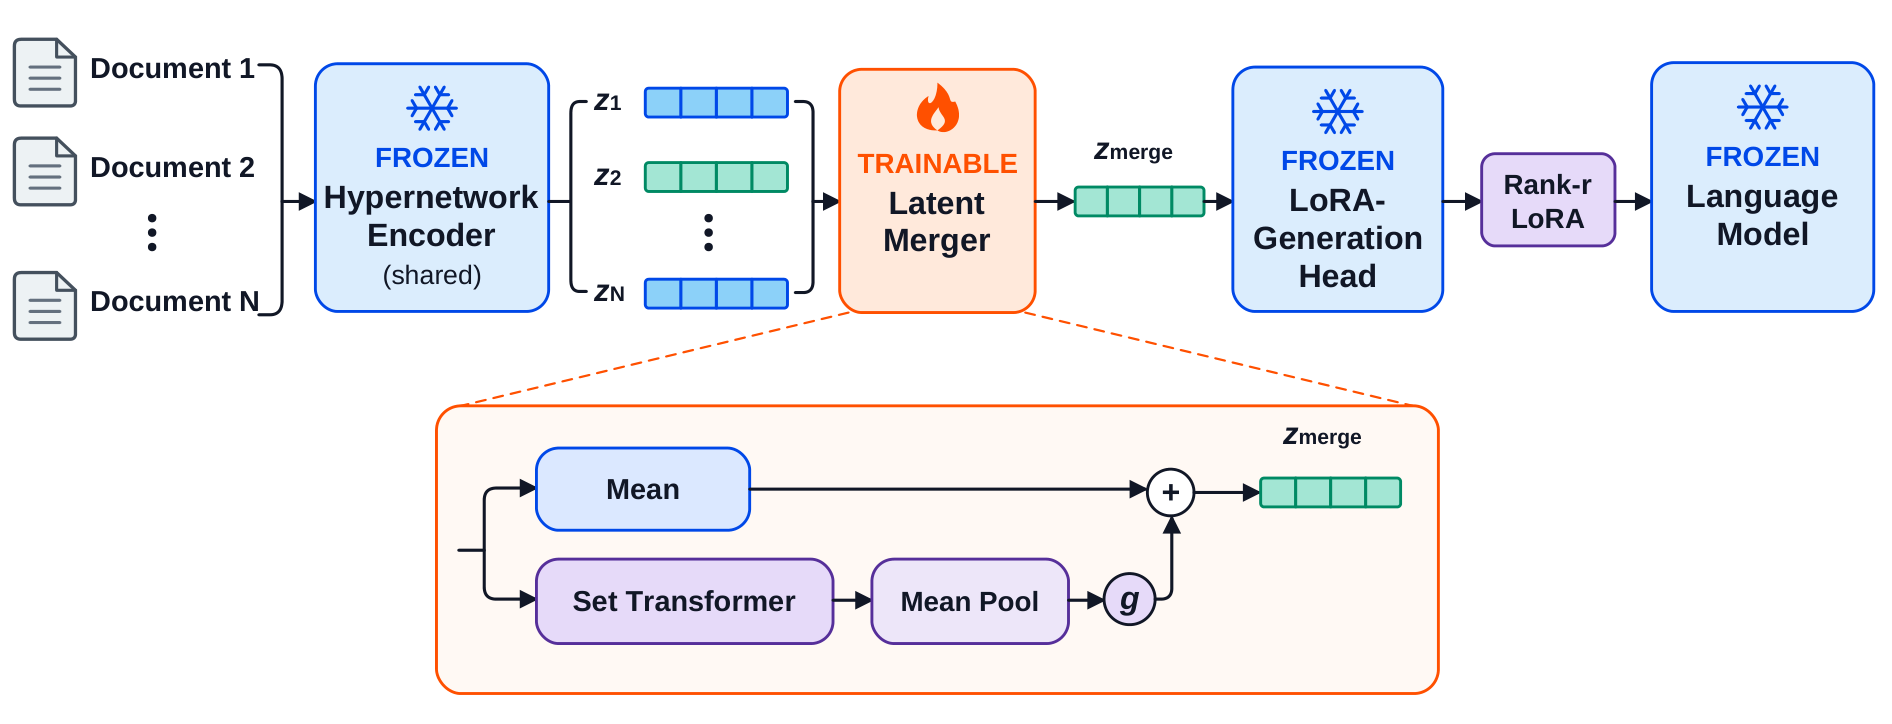 Document 1
Document 2
Document N
FROZEN
Hypernetwork
Encoder
(shared)
z1
z2
zN
TRAINABLE
Latent
Merger
zmerge
FROZEN
LoRA-
Generation
Head
Rank-r
LoRA
FROZEN
Language
Model
Mean
+
zmerge
Set Transformer
Mean Pool
g